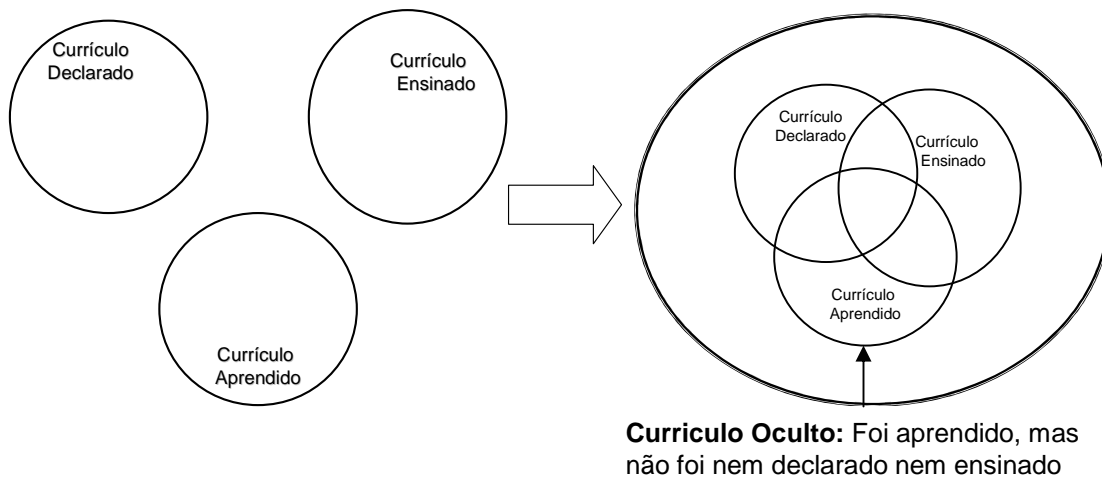 Currículo
Declarado
Currículo
Ensinado
Currículo
Aprendido
Currículo
Declarado
Currículo
Ensinado
Currículo
Aprendido
Curriculo Oculto: Foi aprendido, mas
não foi nem declarado nem ensinado